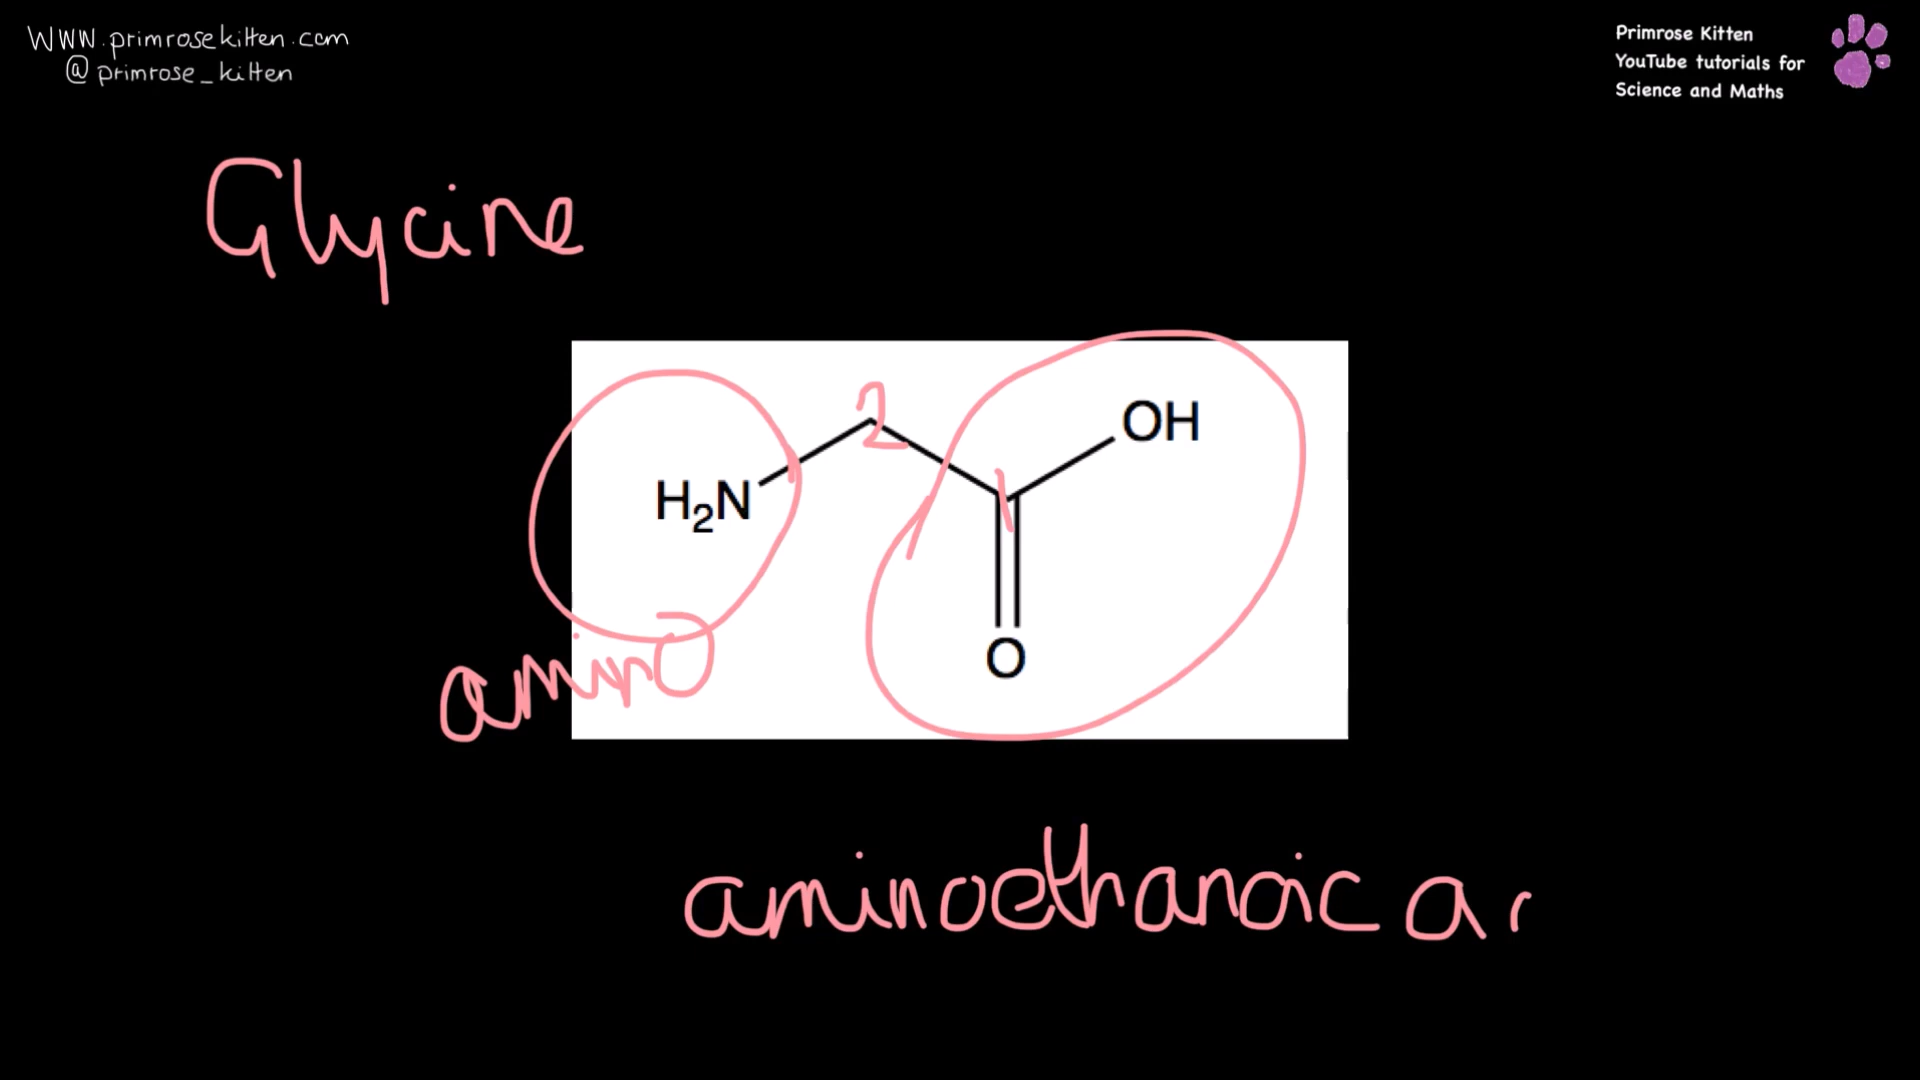 www.primrosekitten.com
@primrose_kitten
Primrose Kitten
YouTube tutorials for
Science and Maths
Glycine
2
OH
1
H₂N
O
amino
aminoethanoic a